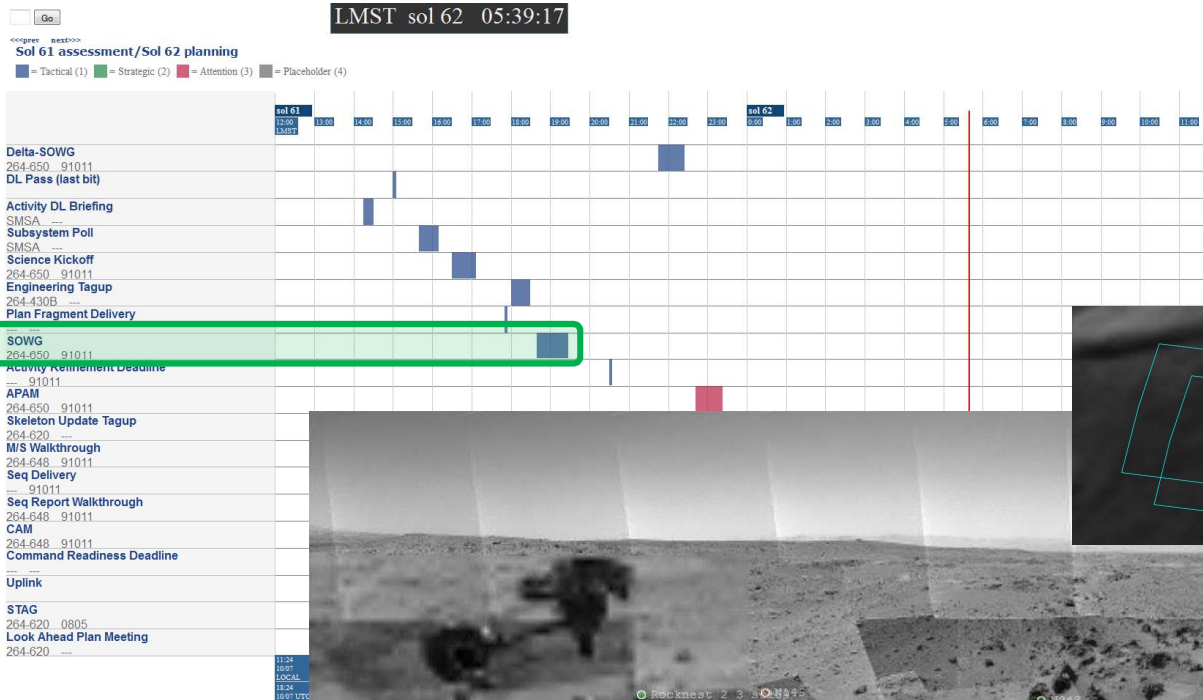 Go
LMST sol 62 05:39:17
<<<prev next>>>
Sol 61 assessment/Sol 62 planning
= Tactical (1) = Strategic (2) = Attention (3) = Placeholder (4)
sol 61 sol 62
12:00 13:00 14:00 15:00 16:00 17:00 18:00 19:00 20:00 21:00 22:00 23:00 0:00 1:00 2:00 3:00 4:00 5:00 6:00 7:00 8:00 9:00 10:00 11:00
LMST
Delta-SOWG
264-650 91011
DL Pass (last bit)
Activity DL Briefing
SMSA ---
Subsystem Poll
SMSA ---
Science Kickoff
264-650 91011
Engineering Tagup
264-430B ---
Plan Fragment Delivery
--- ---
SOWG
264-650 91011
Activity Refinement Deadline
--- 91011
APAM
264-650 91011
Skeleton Update Tagup
264-620 ---
M/S Walkthrough
264-648 91011
Seq Delivery
--- 91011
Seq Report Walkthrough
264-648 91011
CAM
264-648 91011
Command Readiness Deadline
--- ---
Uplink
STAG
264-620 0805
Look Ahead Plan Meeting
264-620 ---
11:24
10/07
LOCAL
18:24
10/07 UTC
Rocknest 2 3